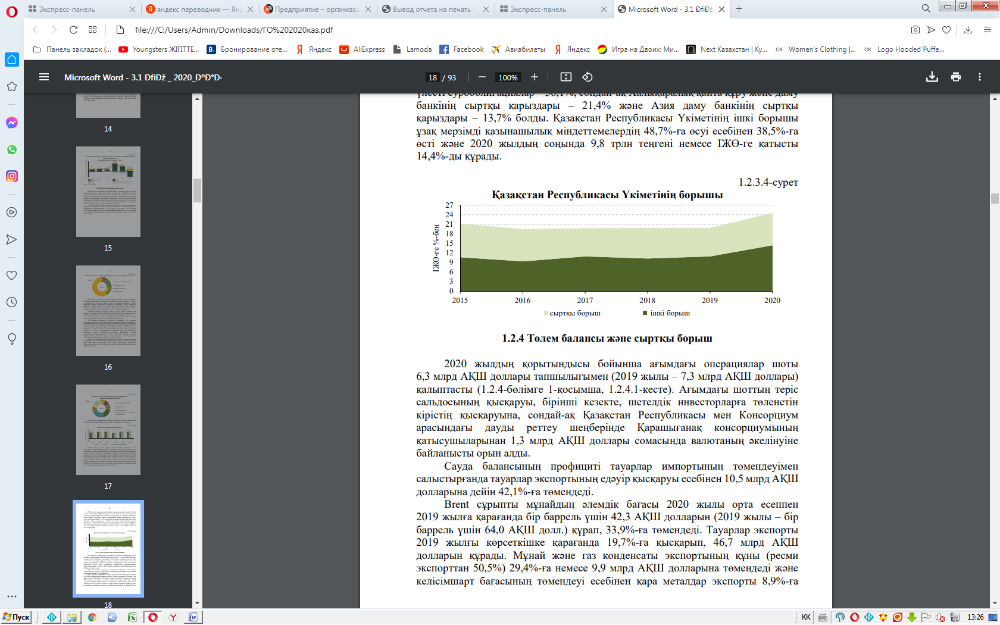 Экспресс-панель
яндекс переводчик — Янд
Предприятие – организац
Вывод отчета на печать -
Экспресс-панель
Microsoft Word - 3.1 ÐfiÐž
file:///C:/Users/Admin/Downloads/ГО%202020каз.pdf
Панель закладок (...
Youngsters ЖІГІТТЕ...
Бронирование оте...
Яндекс
AliExpress
Lamoda
Facebook
Авиабилеты
Яндекс
Игра на Двоих: Ми...
Next Казахстан | Ку...
CK Women's Clothing |...
CK Logo Hooded Puffe...
Microsoft Word - 3.1 ÐfiÐž _ 2020_ÐºÐ°Ð·
18 / 93
100%
14
15
16
17
18
үлесті еурооблигациялар – 50,1%, сондай-ақ Халықаралық қайта құру және даму
банкінің сыртқы қарыздары – 21,4% және Азия даму банкінің сыртқы
қарыздары – 13,7% болды. Қазақстан Республикасы Үкіметінің ішкі борышы
ұзақ мерзімді қазынашылық міндеттемелердің 48,7%-ға өсуі есебінен 38,5%-ға
өсті және 2020 жылдың соңында 9,8 трлн теңгені немесе ІЖӨ-ге қатысты
14,4%-ды құрады.
1.2.3.4-сурет
Қазақстан Республикасы Үкіметінің борышы
ІЖӨ-ге %-бен
27
24
21
18
15
12
9
6
3
0
2015 2016 2017 2018 2019 2020
сыртқы борыш ішкі борыш
1.2.4 Төлем балансы және сыртқы борыш
2020 жылдың қорытындысы бойынша ағымдағы операциялар шоты
6,3 млрд АҚШ доллары тапшылығымен (2019 жылы – 7,3 млрд АҚШ доллары)
қалыптасты (1.2.4-бөлімге 1-қосымша, 1.2.4.1-кесте). Ағымдағы шоттың теріс
сальдосының қысқаруы, бірінші кезекте, шетелдік инвесторларға төленетін
кірістің қысқаруына, сондай-ақ Қазақстан Республикасы мен Консорциум
арасындағы дауды реттеу шеңберінде Қарашығанақ консорциумының
қатысушыларынан 1,3 млрд АҚШ доллары сомасында валютаның әкелінуіне
байланысты орын алды.
Сауда балансының профициті тауарлар импортының төмендеуімен
салыстырғанда тауарлар экспортының едәуір қысқаруы есебінен 10,5 млрд АҚШ
долларына дейін 42,1%-ға төмендеді.
Brent сұрыпты мұнайдың әлемдік бағасы 2020 жылы орта есеппен
2019 жылға қарағанда бір баррель үшін 42,3 АҚШ долларын (2019 жылы – бір
баррель үшін 64,0 АҚШ долл.) құрап, 33,9%-ға төмендеді. Тауарлар экспорты
2019 жылғы көрсеткішке қарағанда 19,7%-ға қысқарып, 46,7 млрд АҚШ
долларын құрады. Мұнай және газ конденсаты экспортының құны (ресми
экспорттан 50,5%) 29,4%-ға немесе 9,9 млрд АҚШ долларына төмендеді және
келісімшарт бағасының төмендеуі есебінен қара металдар экспорты 8,9%-ға
Пуск
KK
13:26